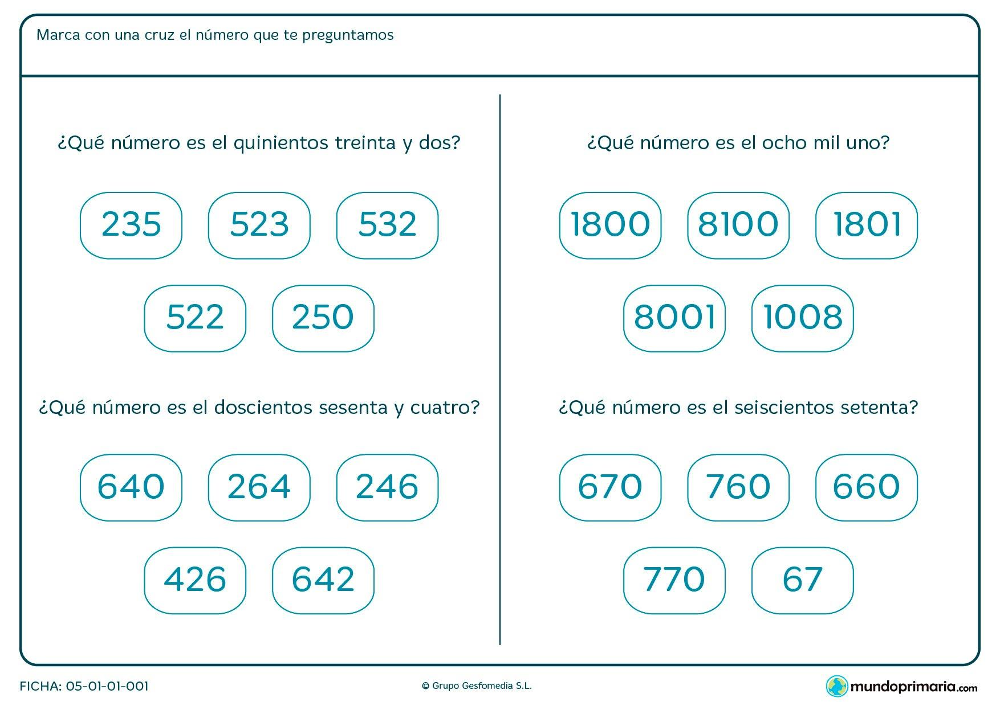 Marca con una cruz el número que te preguntamos
¿Qué número es el quinientos treinta y dos?
235 523 532
522 250
¿Qué número es el doscientos sesenta y cuatro?
640 264 246
426 642
¿Qué número es el ocho mil uno?
1800 8100 1801
8001 1008
¿Qué número es el seiscientos setenta?
670 760 660
770 67
FICHA: 05-01-01-001
© Grupo Gesfomedia S.L.
mundoprimaria.com